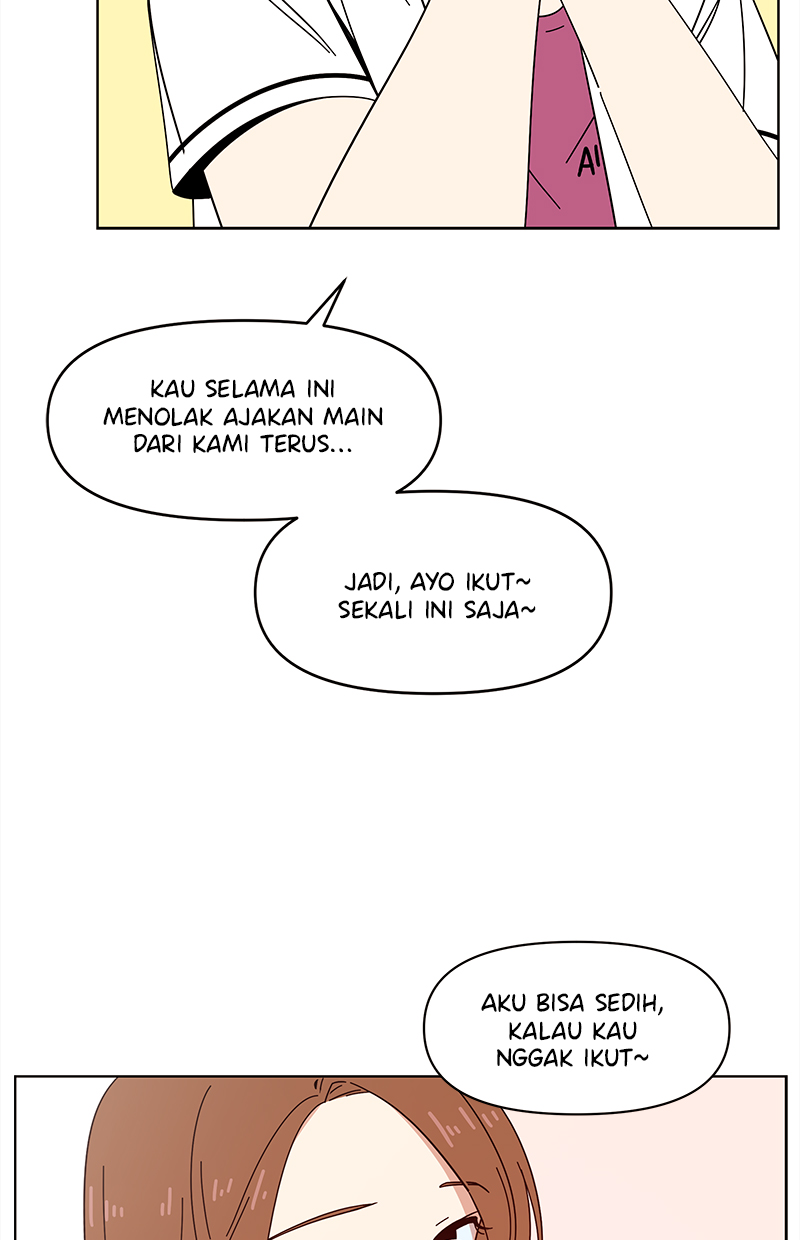 KAU SELAMA INI
MENOLAK AJAKAN MAIN
DARI KAMI TERUS...
JADI, AYO IKUT~
SEKALI INI SAJA~
AKU BISA SEDIH,
KALAU KAU
NGGAK IKUT~